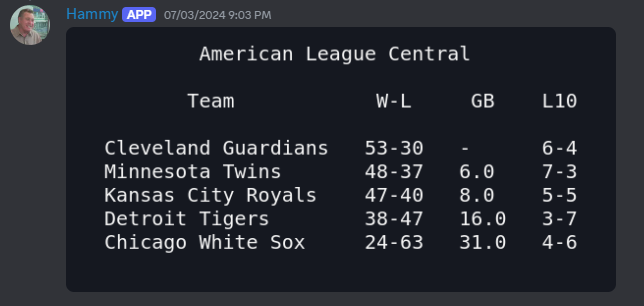 Hammy APP 07/03/2024 9:03 PM
American League Central
Team W-L GB L10
Cleveland Guardians 53-30 - 6-4
Minnesota Twins 48-37 6.0 7-3
Kansas City Royals 47-40 8.0 5-5
Detroit Tigers 38-47 16.0 3-7
Chicago White Sox 24-63 31.0 4-6